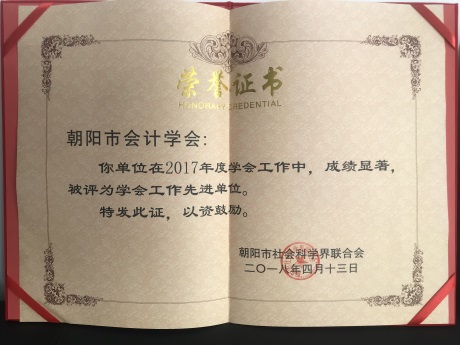 荣誉证书
HONORARY CREDENTIAL
朝阳市会计学会：
你单位在2017年度学会工作中，成绩显著，
被评为学会工作先进单位。
特发此证，以资鼓励。
朝阳市社会科学界联合会
二〇一八年四月十三日